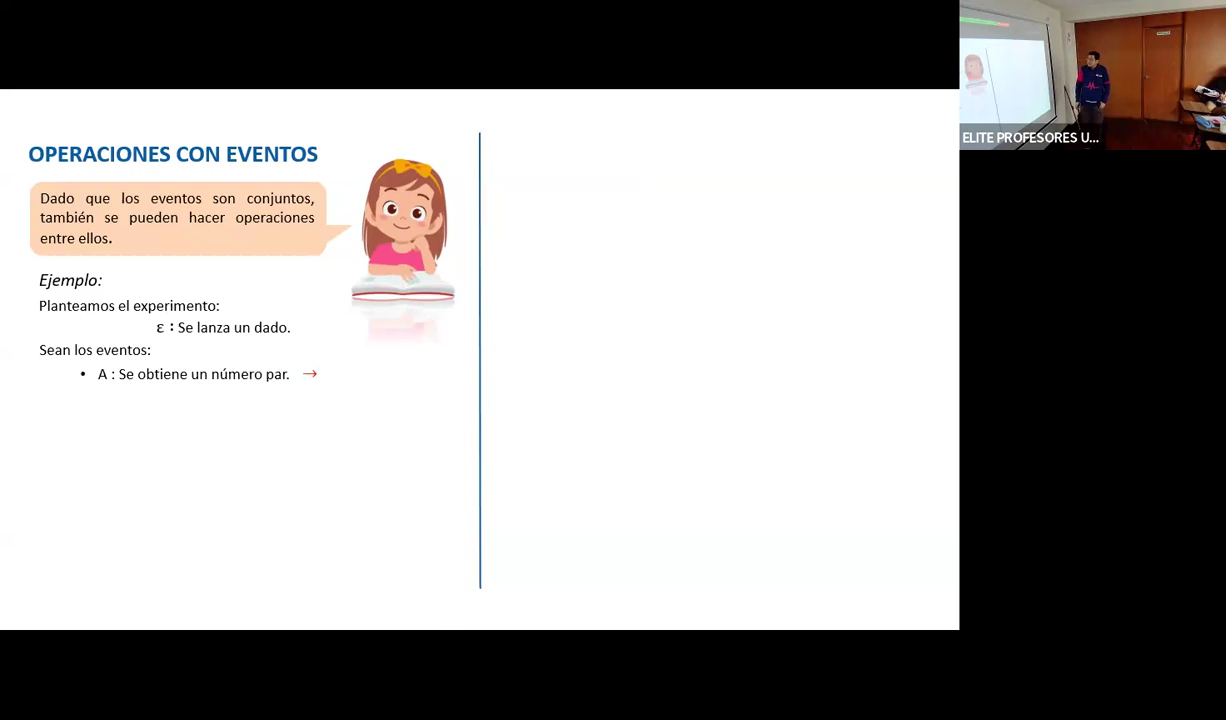 OPERACIONES CON EVENTOS
Dado que los eventos son conjuntos,
también se pueden hacer operaciones
entre ellos.
Ejemplo:
Planteamos el experimento:
ε : Se lanza un dado.
Sean los eventos:
• A : Se obtiene un número par. →
ELITE PROFESORES U...